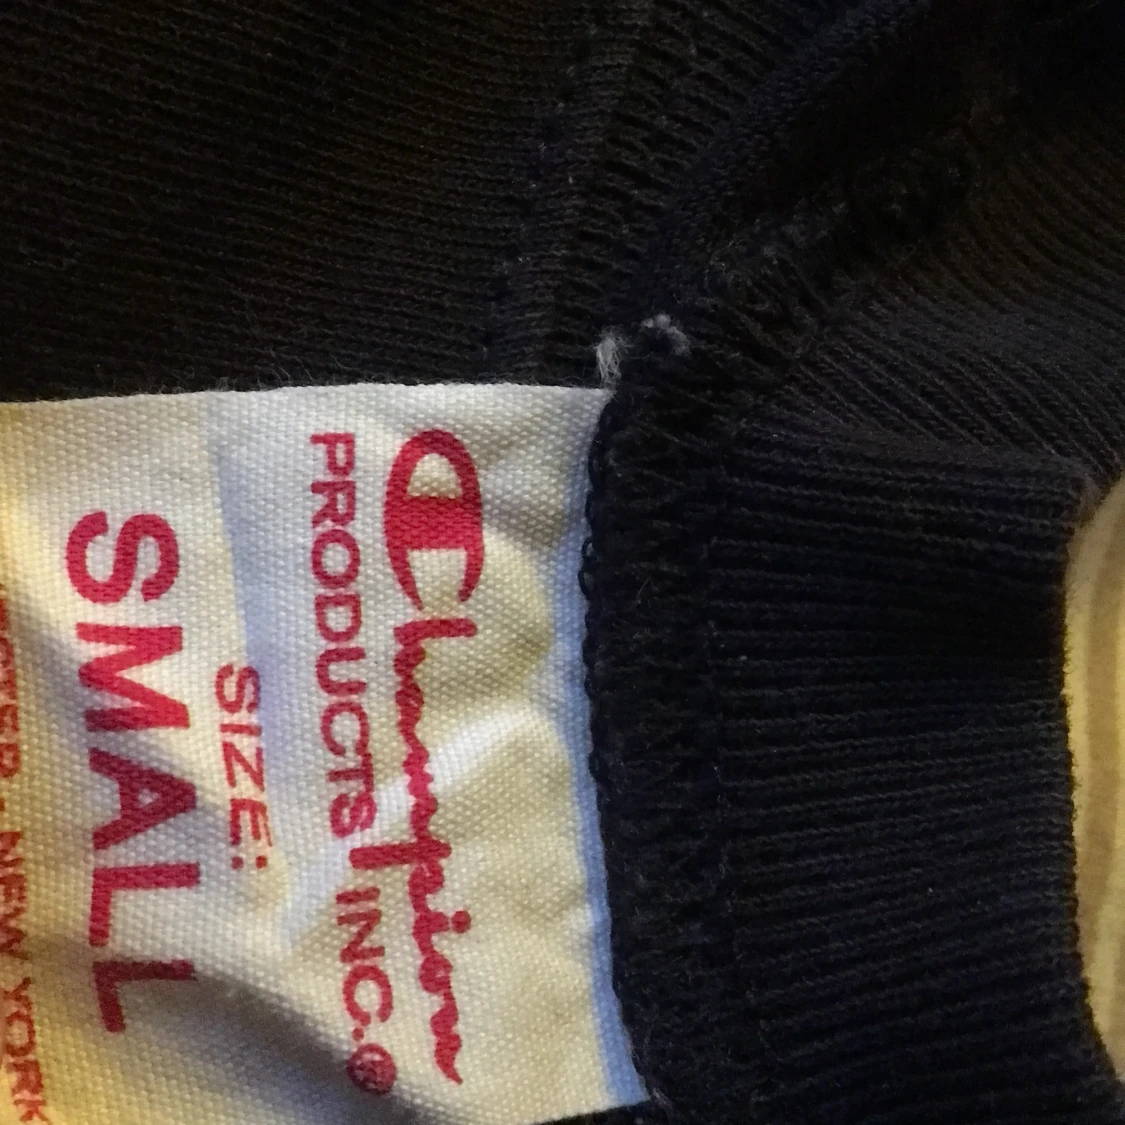 Champion
PRODUCTS INC.®
SIZE:
SMALL
NEW YORK